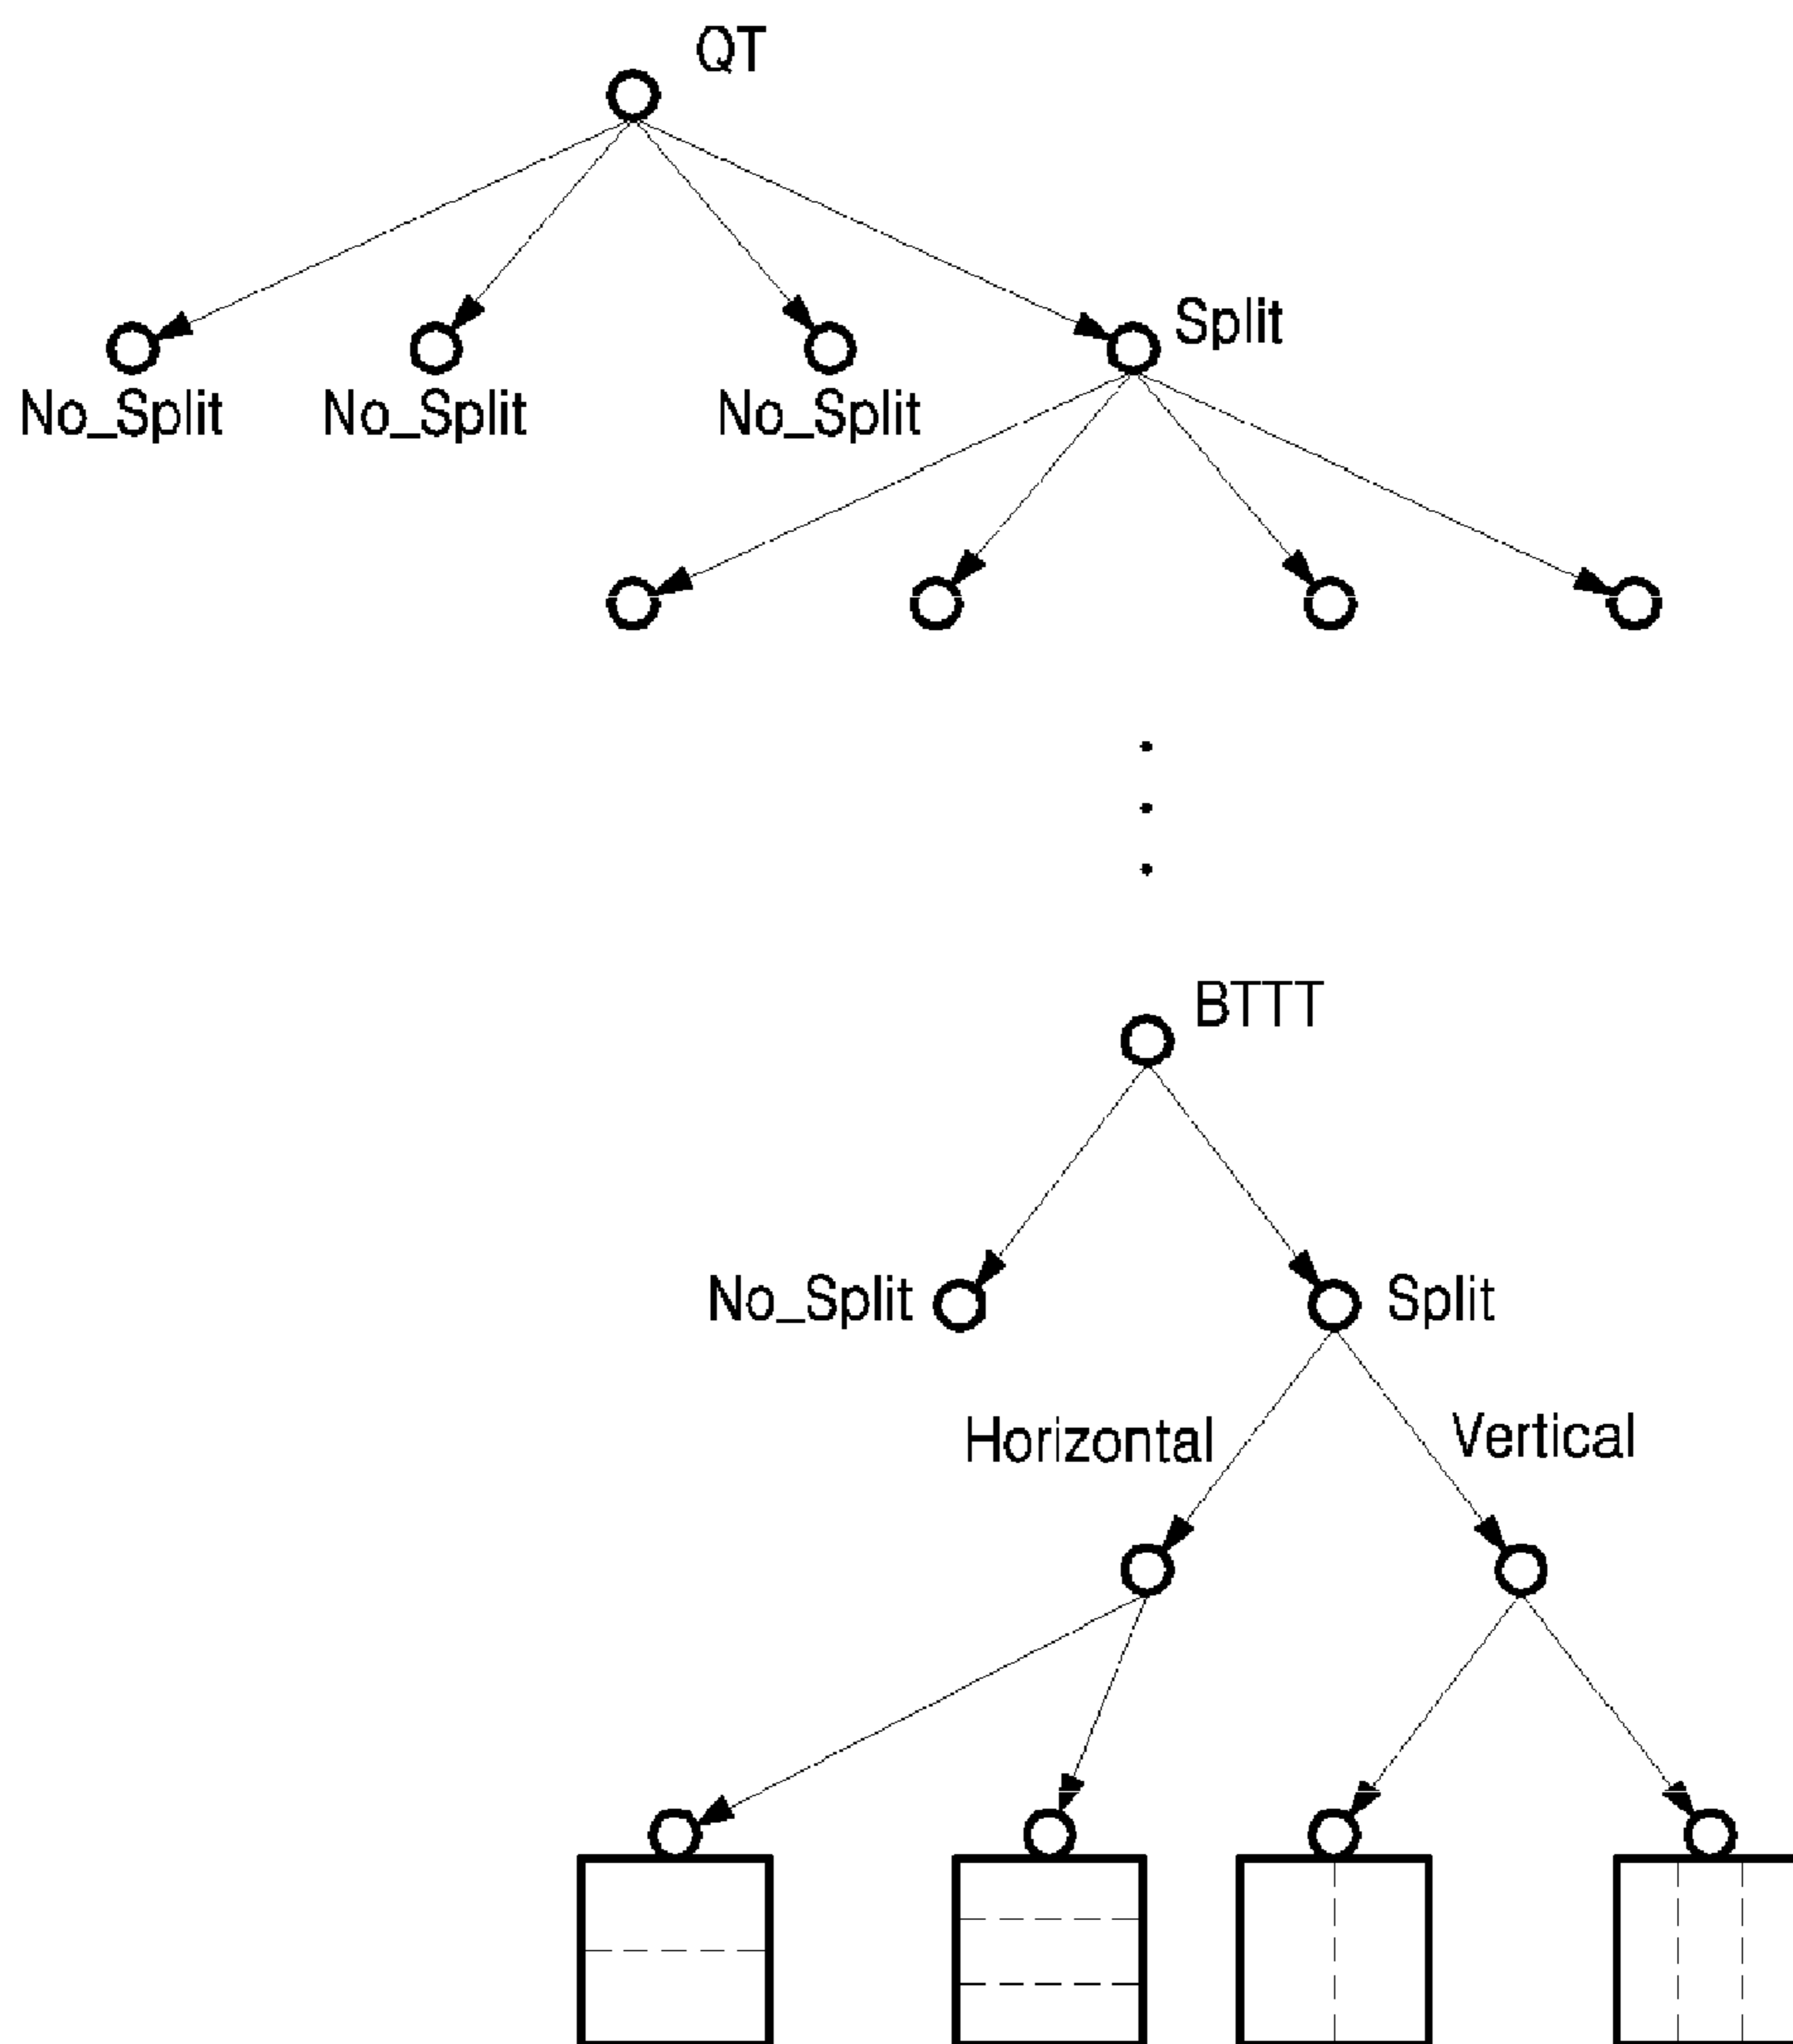 QT
Split
No_Split
No_Split
No_Split
BTTT
No_Split
Split
Horizontal
Vertical